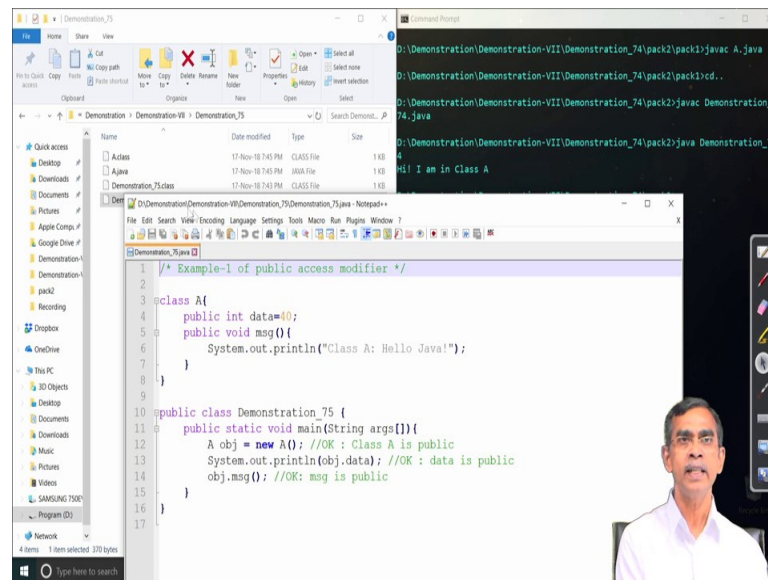 Demonstration_75
File Home Share View
Pin to Quick access
Copy
Paste
Cut
Copy path
Paste shortcut
Clipboard
Move to
Copy to
Delete
Rename
Organize
New folder
New
Properties
Open
Edit
History
Open
Select all
Select none
Invert selection
Select
« Demonstration › Demonstration-VII › Demonstration_75
Search Demonst...
Name Date modified Type Size
A.class 17-Nov-18 7:45 PM CLASS File 1 KB
A.java 17-Nov-18 7:45 PM JAVA File 1 KB
Demonstration_75.class 17-Nov-18 7:43 PM CLASS File 1 KB
Quick access
Desktop
Downloads
Documents
Pictures
Apple Compu
Google Drive
Demonstration-
Demonstration-
pack2
Recording
Dropbox
OneDrive
This PC
3D Objects
Desktop
Documents
Downloads
Music
Pictures
Videos
Program (D:)
Network
4 items 1 item selected 370 bytes
Type here to search
Command Prompt
D:\Demonstration\Demonstration-VII\Demonstration_74\pack2\pack1>javac A.java
D:\Demonstration\Demonstration-VII\Demonstration_74\pack2\pack1>cd..
D:\Demonstration\Demonstration-VII\Demonstration_74\pack2>javac Demonstration_
74.java
D:\Demonstration\Demonstration-VII\Demonstration_74\pack2>java Demonstration_7
4
Hi! I am in Class A
D:\Demonstration\Demonstration-VII\Demonstration_75\Demonstration_75.java - Notepad++
File Edit Search View Encoding Language Settings Tools Macro Run Plugins Window ?
X
Demonstration_75.java
1 /* Example-1 of public access modifier */
2
3 class A{
4 public int data=40;
5 public void msg(){
6 System.out.println("Class A: Hello Java!");
7 }
8 }
9
10 public class Demonstration_75 {
11 public static void main(String args[]){
12 A obj = new A(); //OK : Class A is public
13 System.out.println(obj.data); //OK : data is public
14 obj.msg(); //OK: msg is public
15 }
16 }
17